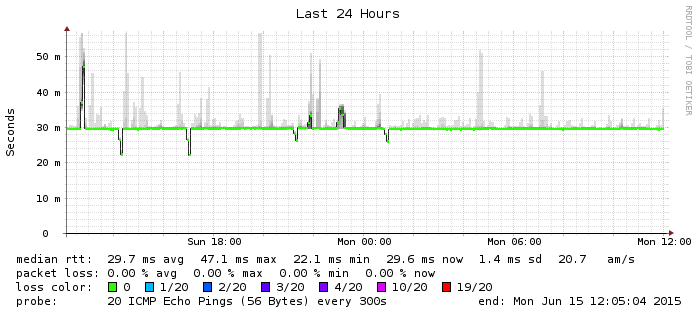 Last 24 Hours
RRDTOOL / TOBI OETIKER
Seconds
50 m
40 m
30 m
20 m
10 m
0
Sun 18:00 Mon 00:00 Mon 06:00 Mon 12:00
median rtt: 29.7 ms avg 47.1 ms max 22.1 ms min 29.6 ms now 1.4 ms sd 20.7 am/s
packet loss: 0.00 % avg 0.00 % max 0.00 % min 0.00 % now
loss color: 0 1/20 2/20 3/20 4/20 10/20 19/20
probe: 20 ICMP Echo Pings (56 Bytes) every 300s end: Mon Jun 15 12:05:04 2015